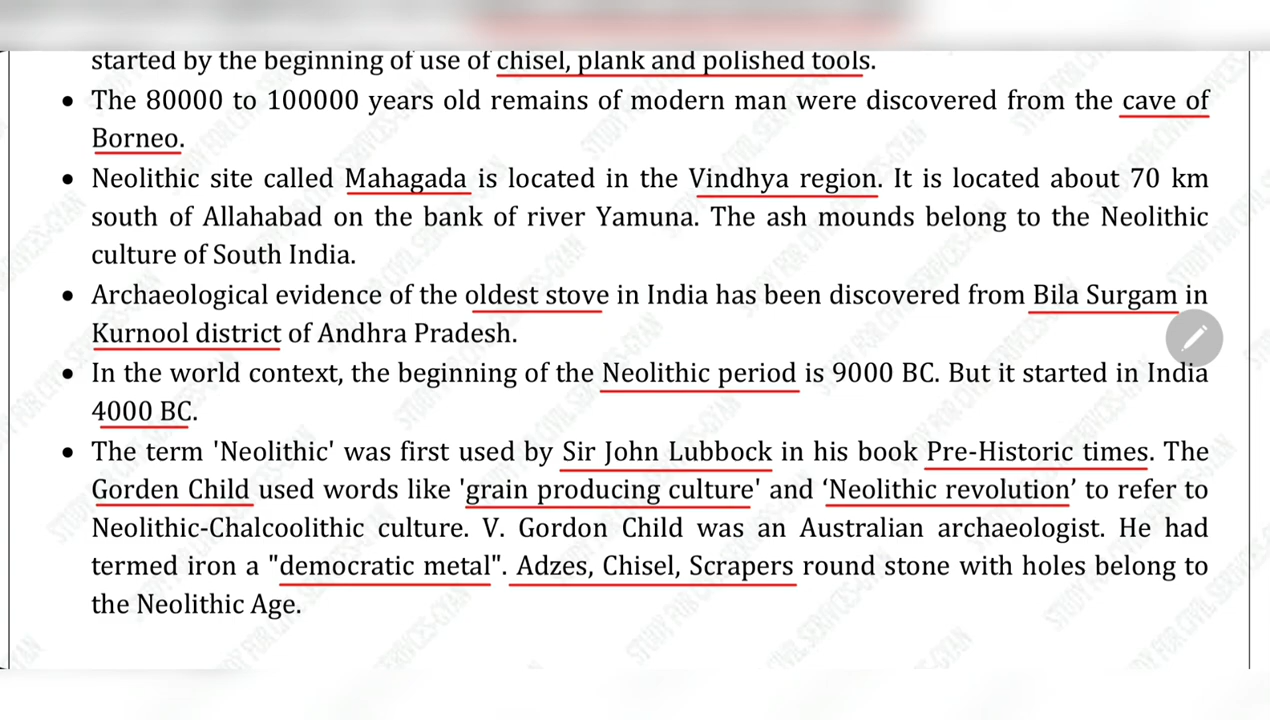 started by the beginning of use of chisel, plank and polished tools.
• The 80000 to 100000 years old remains of modern man were discovered from the cave of
Borneo.
• Neolithic site called Mahagada is located in the Vindhya region. It is located about 70 km
south of Allahabad on the bank of river Yamuna. The ash mounds belong to the Neolithic
culture of South India.
• Archaeological evidence of the oldest stove in India has been discovered from Bila Surgam in
Kurnool district of Andhra Pradesh.
• In the world context, the beginning of the Neolithic period is 9000 BC. But it started in India
4000 BC.
• The term 'Neolithic' was first used by Sir John Lubbock in his book Pre-Historic times. The
Gorden Child used words like 'grain producing culture' and ‘Neolithic revolution’ to refer to
Neolithic-Chalcoolithic culture. V. Gordon Child was an Australian archaeologist. He had
termed iron a "democratic metal". Adzes, Chisel, Scrapers round stone with holes belong to
the Neolithic Age.